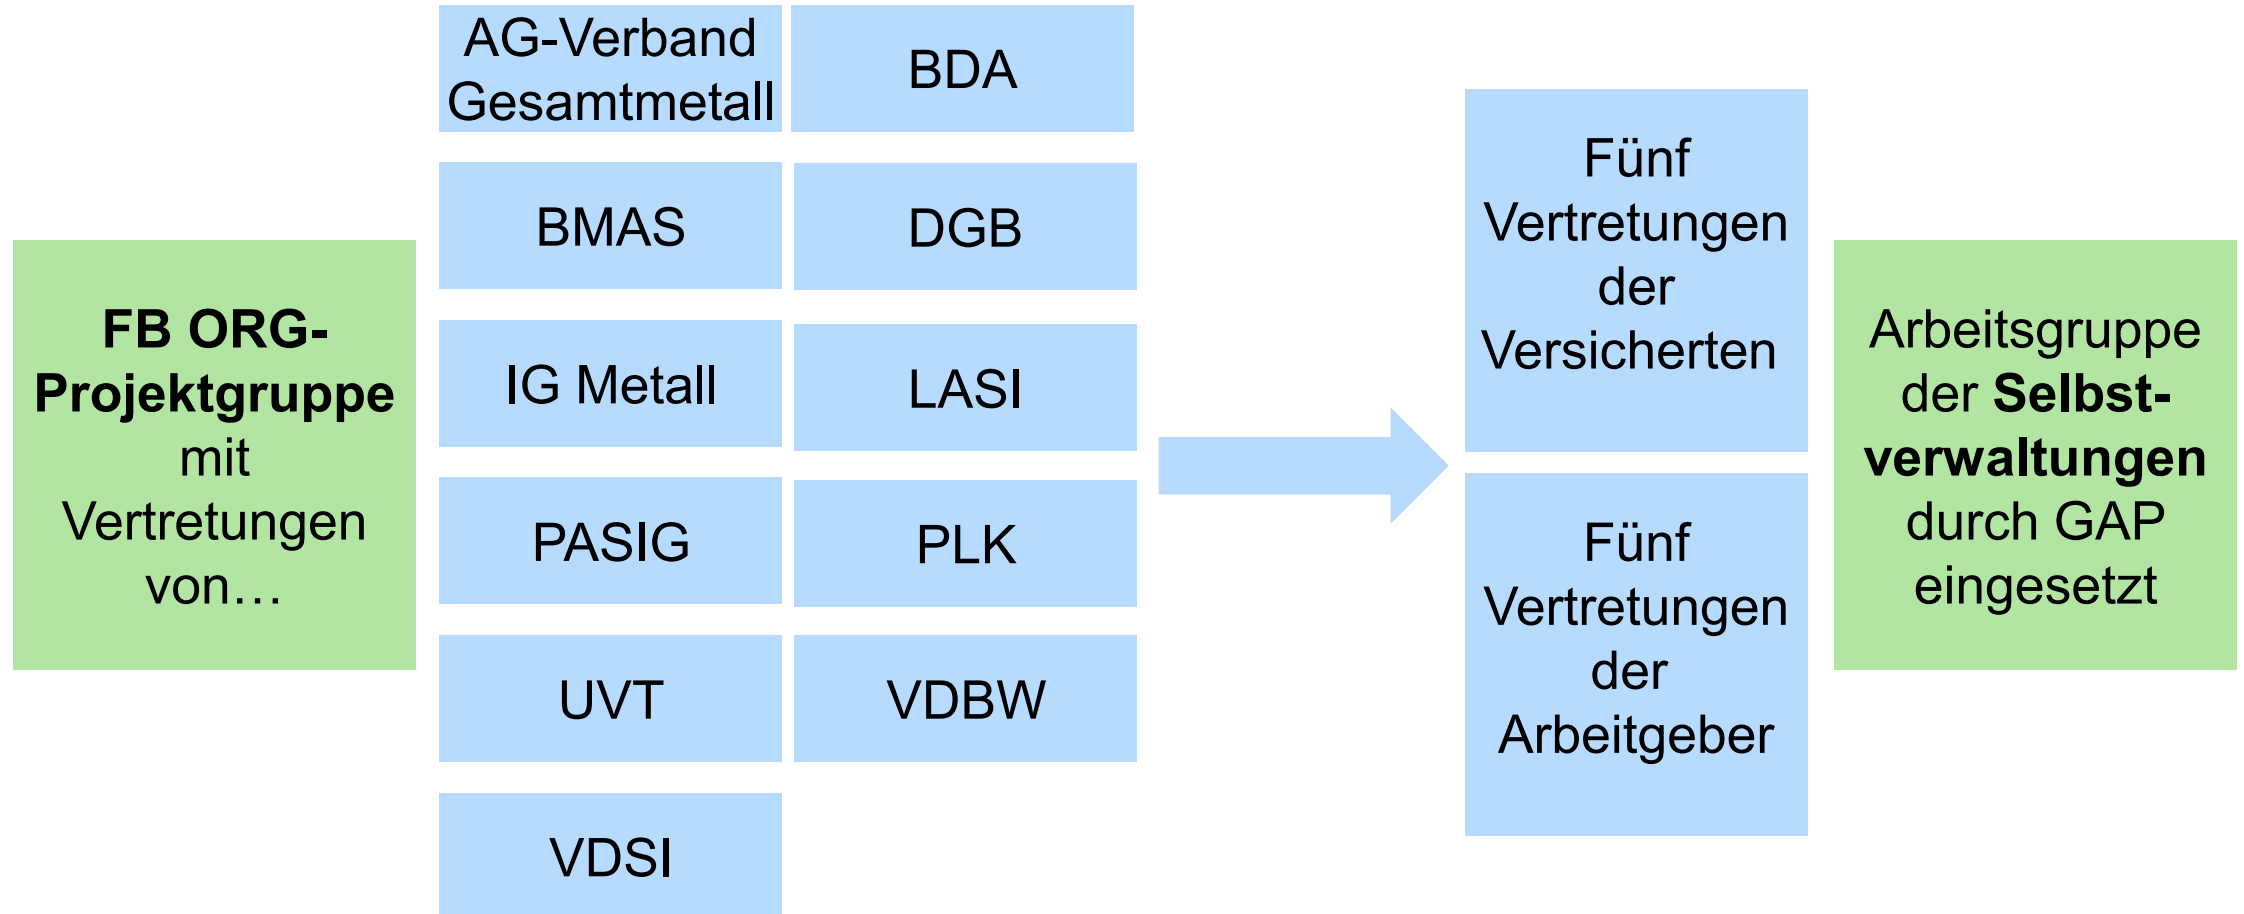 FB ORG-
Projektgruppe
mit
Vertretungen
von…
AG-Verband
Gesamtmetall
BDA
BMAS
DGB
IG Metall
LASI
PASIG
PLK
UVT
VDBW
VDSI
Fünf
Vertretungen
der
Versicherten
Fünf
Vertretungen
der
Arbeitgeber
Arbeitsgruppe
der Selbst-
verwaltungen
durch GAP
eingesetzt